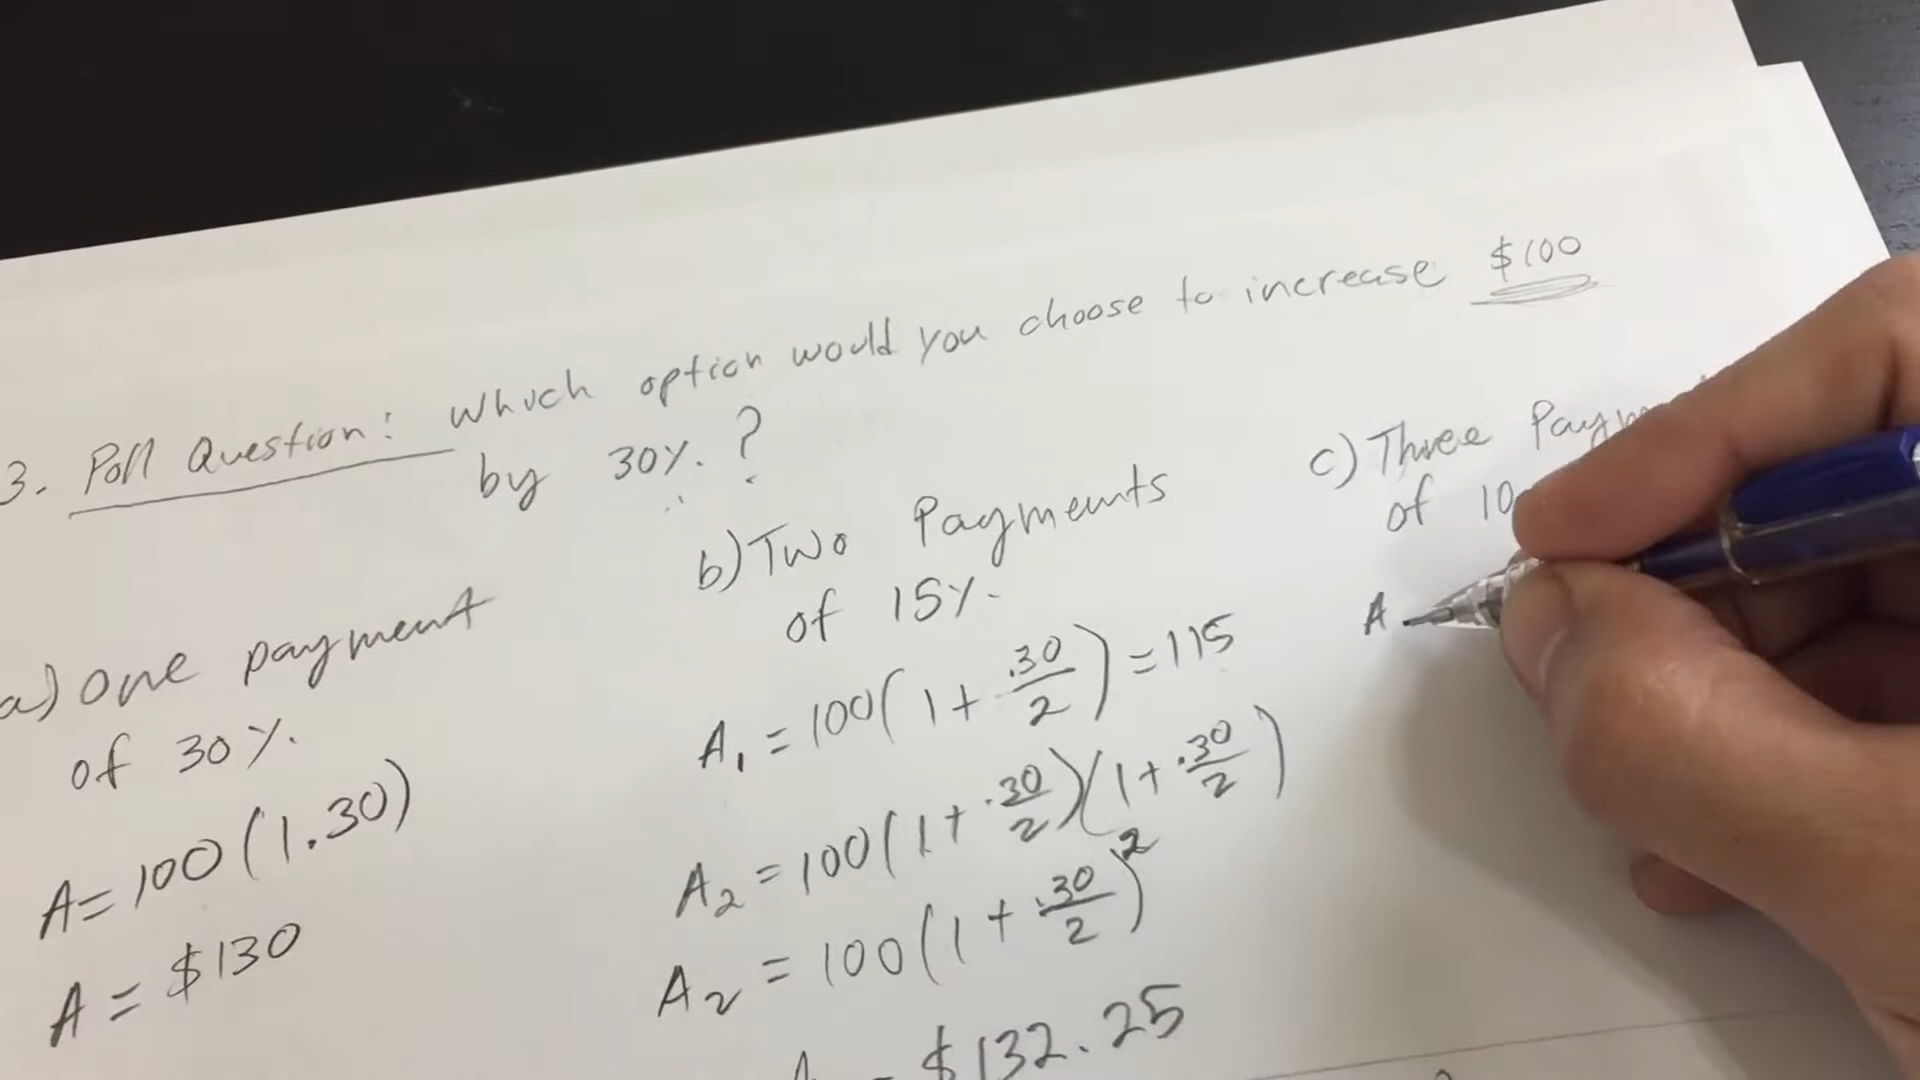 3. Poll Question: Which option would you choose to increase $100
by 30%. ?
a) One payment
of 30%.
A = 100(1.30)
A = $130
b) Two Payments
of 15%.
A₁ = 100(1 + .30/2) = 115
A₂ = 100(1 + .30/2)(1 + .30/2)
A₂ = 100(1 + .30/2)²
= $132.25
c) Three
of 10
A